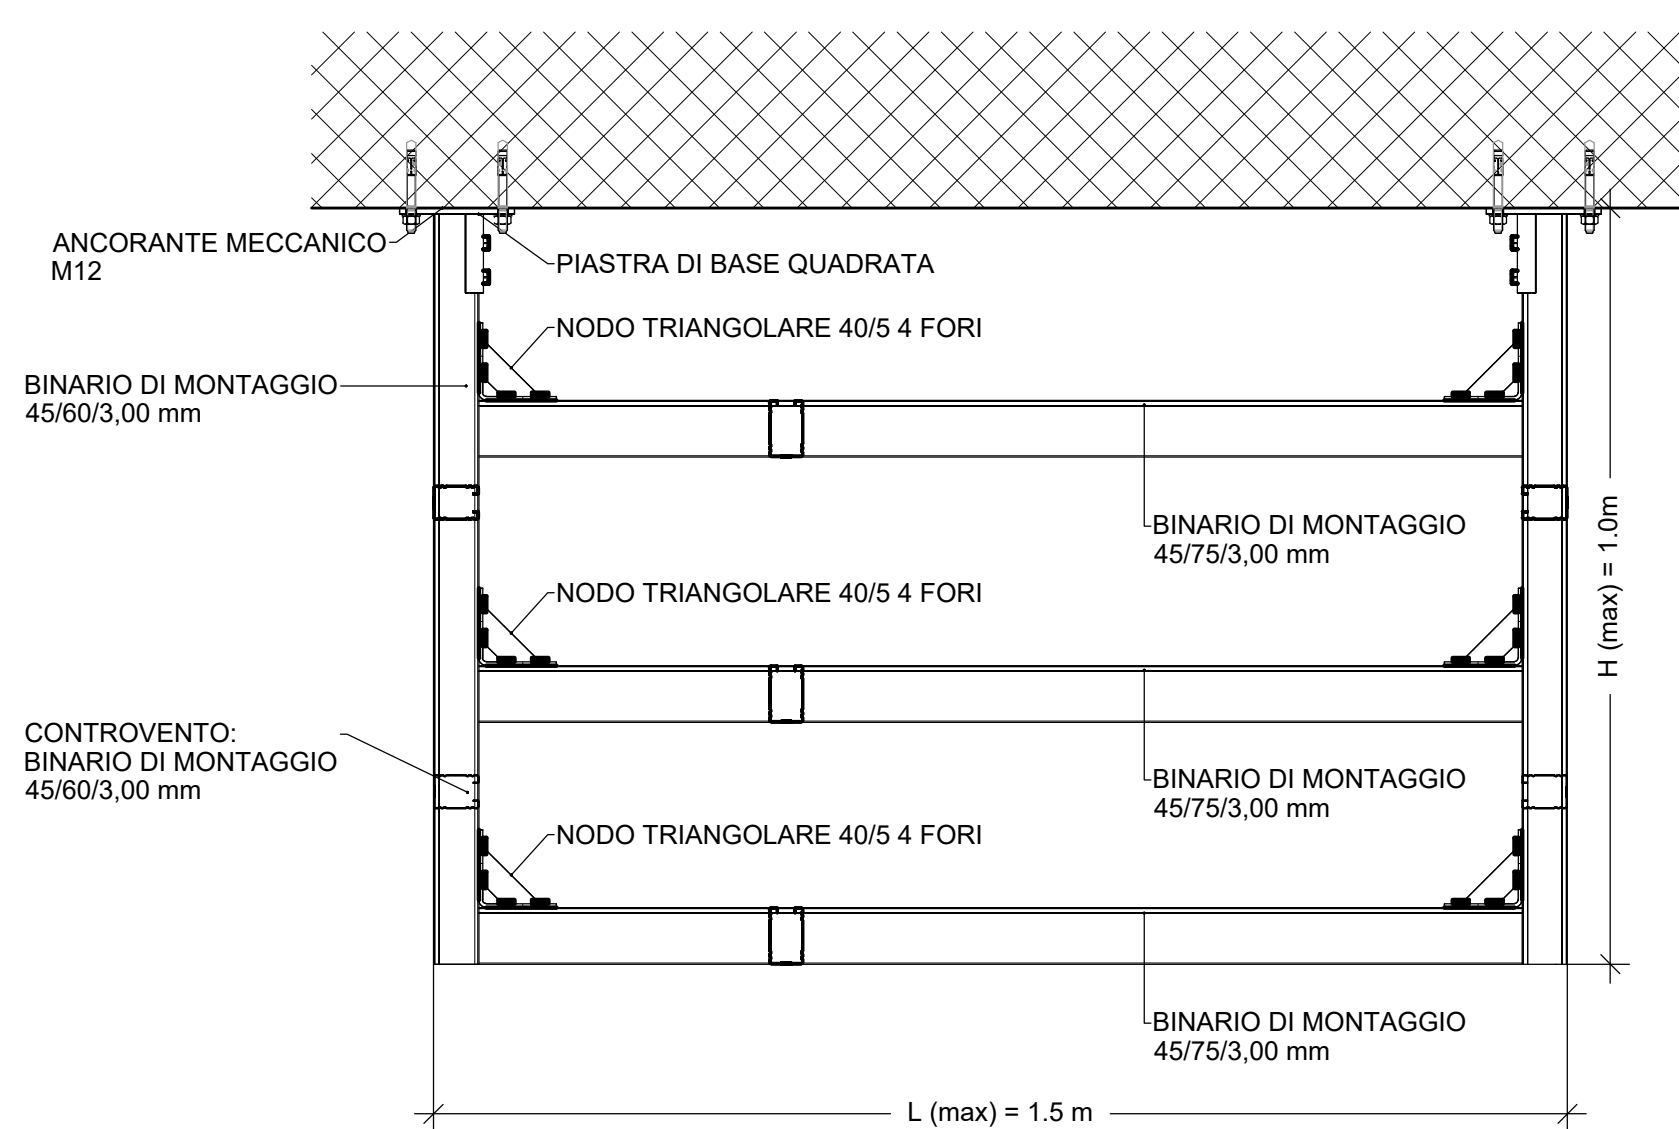 ANCORANTE MECCANICO
M12
PIASTRA DI BASE QUADRATA
NODO TRIANGOLARE 40/5 4 FORI
BINARIO DI MONTAGGIO
45/60/3,00 mm
BINARIO DI MONTAGGIO
45/75/3,00 mm
H (max) = 1.0m
NODO TRIANGOLARE 40/5 4 FORI
CONTROVENTO:
BINARIO DI MONTAGGIO
45/60/3,00 mm
BINARIO DI MONTAGGIO
45/75/3,00 mm
NODO TRIANGOLARE 40/5 4 FORI
BINARIO DI MONTAGGIO
45/75/3,00 mm
L (max) = 1.5 m